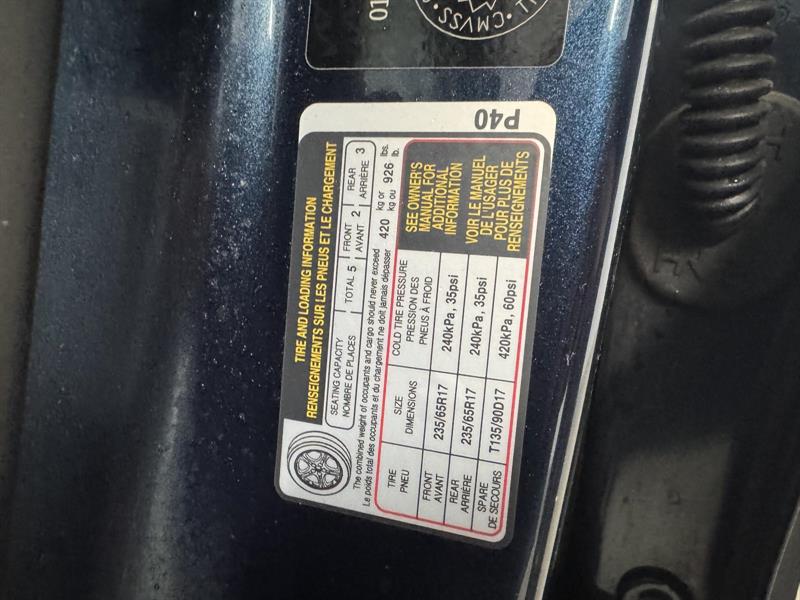 01
CMVSS
P40
TIRE AND LOADING INFORMATION
RENSEIGNEMENTS SUR LES PNEUS ET LE CHARGEMENT
SEATING CAPACITY
NOMBRE DE PLACES
TOTAL 5
FRONT
AVANT 2
REAR
ARRIÈRE 3
The combined weight of occupants and cargo should never exceed
Le poids total des occupants et du chargement ne doit jamais dépasser
420 kg or
kg ou
926 lbs.
lb.
TIRE
PNEU
SIZE
DIMENSIONS
COLD TIRE PRESSURE
PRESSION DES
PNEUS À FROID
FRONT
AVANT
235/65R17
240kPa, 35psi
REAR
ARRIÈRE
235/65R17
240kPa, 35psi
SPARE
DE SECOURS
T135/90D17
420kPa, 60psi
SEE OWNER'S
MANUAL FOR
ADDITIONAL
INFORMATION
VOIR LE MANUEL
DE L'USAGER
POUR PLUS DE
RENSEIGNEMENTS